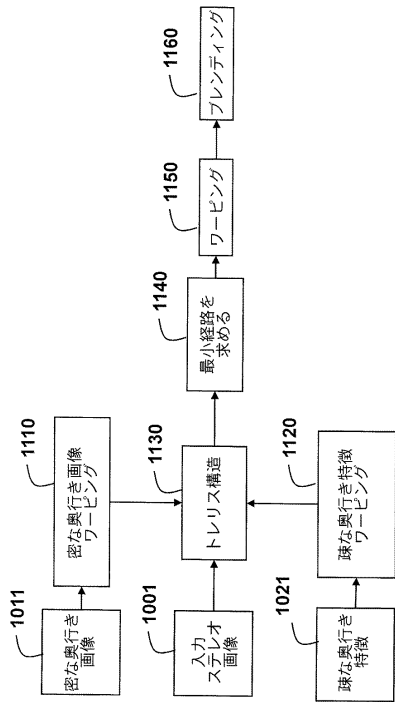 1011
密な奥行き
画像
1110
密な奥行き画像
ワーピング
1001
入力
ステレオ
画像
1130
トレリス構造
1140
最小経路を
求める
1150
ワーピング
1160
ブレンディング
1021
疎な奥行き
特徴
1120
疎な奥行き特徴
ワーピング